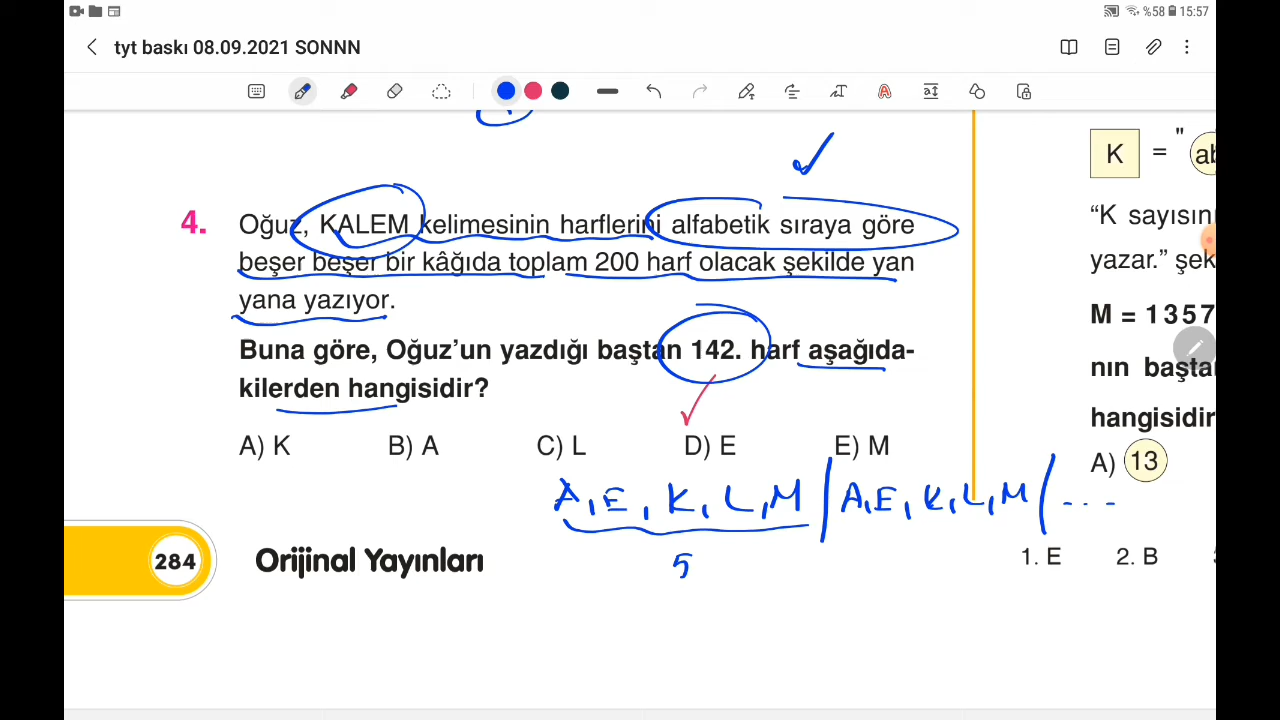 %58 15:57
tyt baskı 08.09.2021 SONNN
4. Oğuz, KALEM kelimesinin harflerini alfabetik sıraya göre
beşer beşer bir kâğıda toplam 200 harf olacak şekilde yan
yana yazıyor.
Buna göre, Oğuz'un yazdığı baştan 142. harf aşağıda-
kilerden hangisidir?
A) K B) A C) L D) E E) M
A, E, K, L, M / A, E, K, L, M / ...
5
284 Orijinal Yayınları
K = "
"K sayısın
yazar." şek
M = 1357
nın başta
hangisidir
A) 13
1. E 2. B